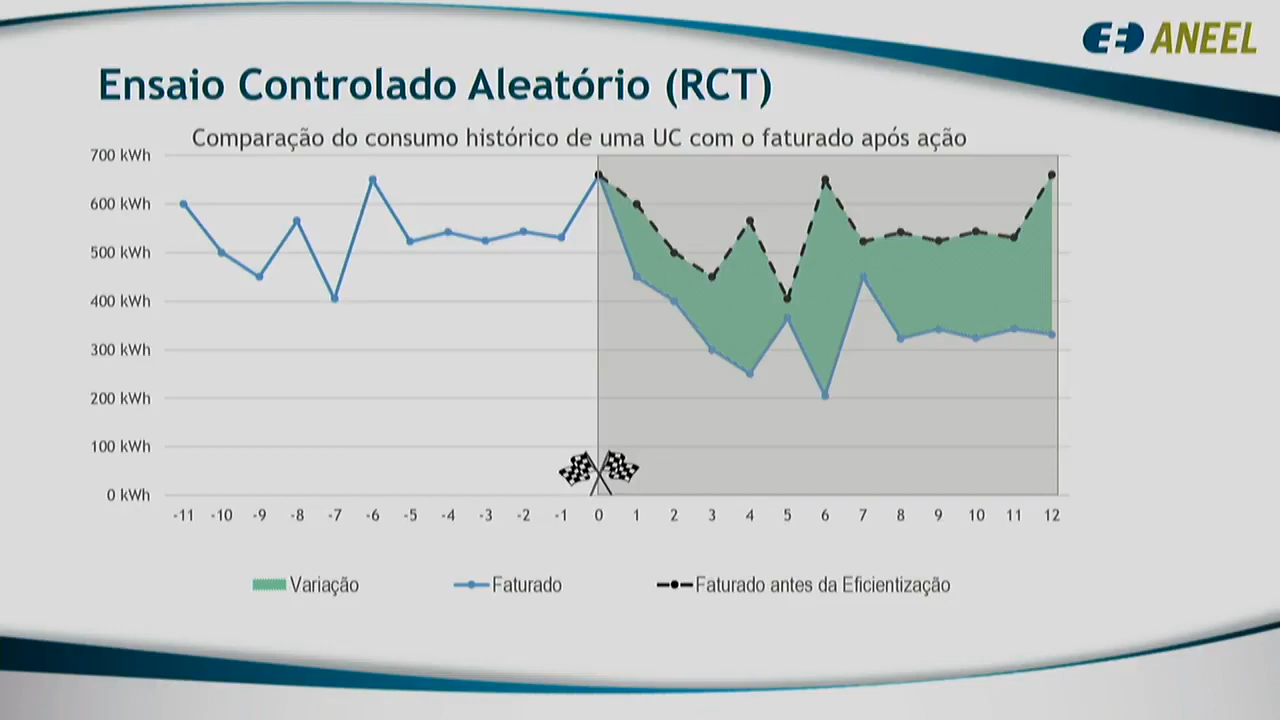 ANEEL
Ensaio Controlado Aleatório (RCT)
Comparação do consumo histórico de uma UC com o faturado após ação
700 kWh
600 kWh
500 kWh
400 kWh
300 kWh
200 kWh
100 kWh
0 kWh
-11 -10 -9 -8 -7 -6 -5 -4 -3 -2 -1 0 1 2 3 4 5 6 7 8 9 10 11 12
Variação Faturado Faturado antes da Eficientização